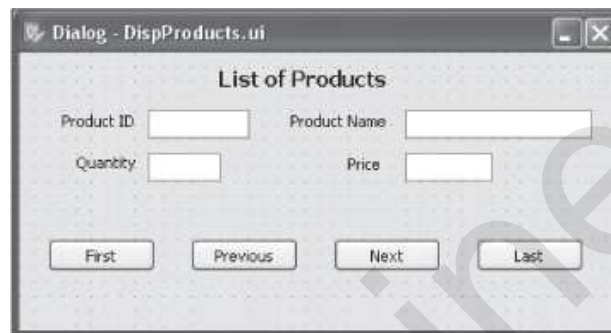 Dialog - DispProducts.ui
List of Products
Product ID Product Name
Quantity Price
First Previous Next Last